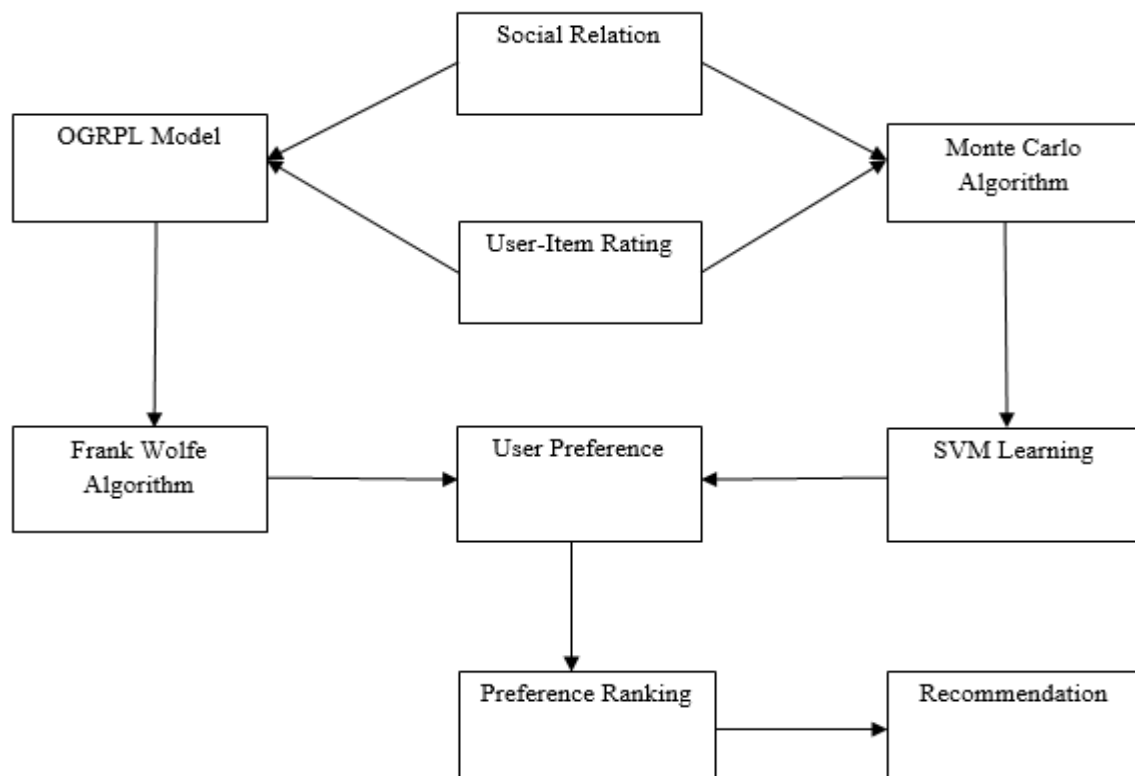 Social Relation
OGRPL Model
Monte Carlo
Algorithm
User-Item Rating
Frank Wolfe
Algorithm
User Preference
SVM Learning
Preference Ranking
Recommendation